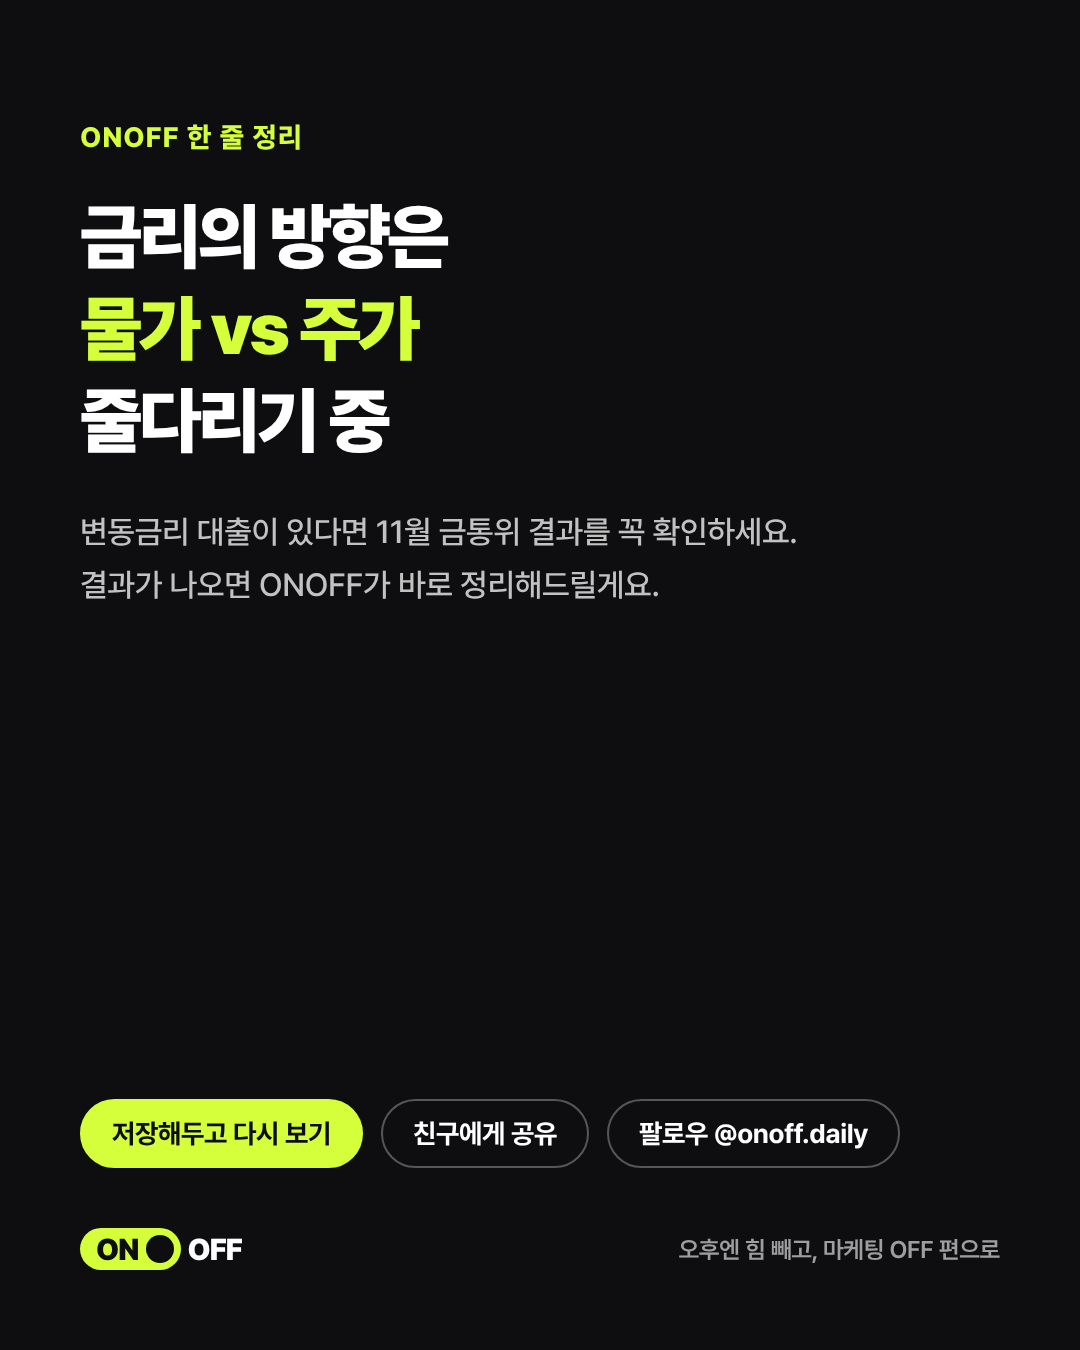 ONOFF 한 줄 정리
금리의 방향은
물가 vs 주가
줄다리기 중
변동금리 대출이 있다면 11월 금통위 결과를 꼭 확인하세요.
결과가 나오면 ONOFF가 바로 정리해드릴게요.
저장해두고 다시 보기
친구에게 공유
팔로우 @onoff.daily
ON OFF
오후엔 힘 빼고, 마케팅 OFF 편으로